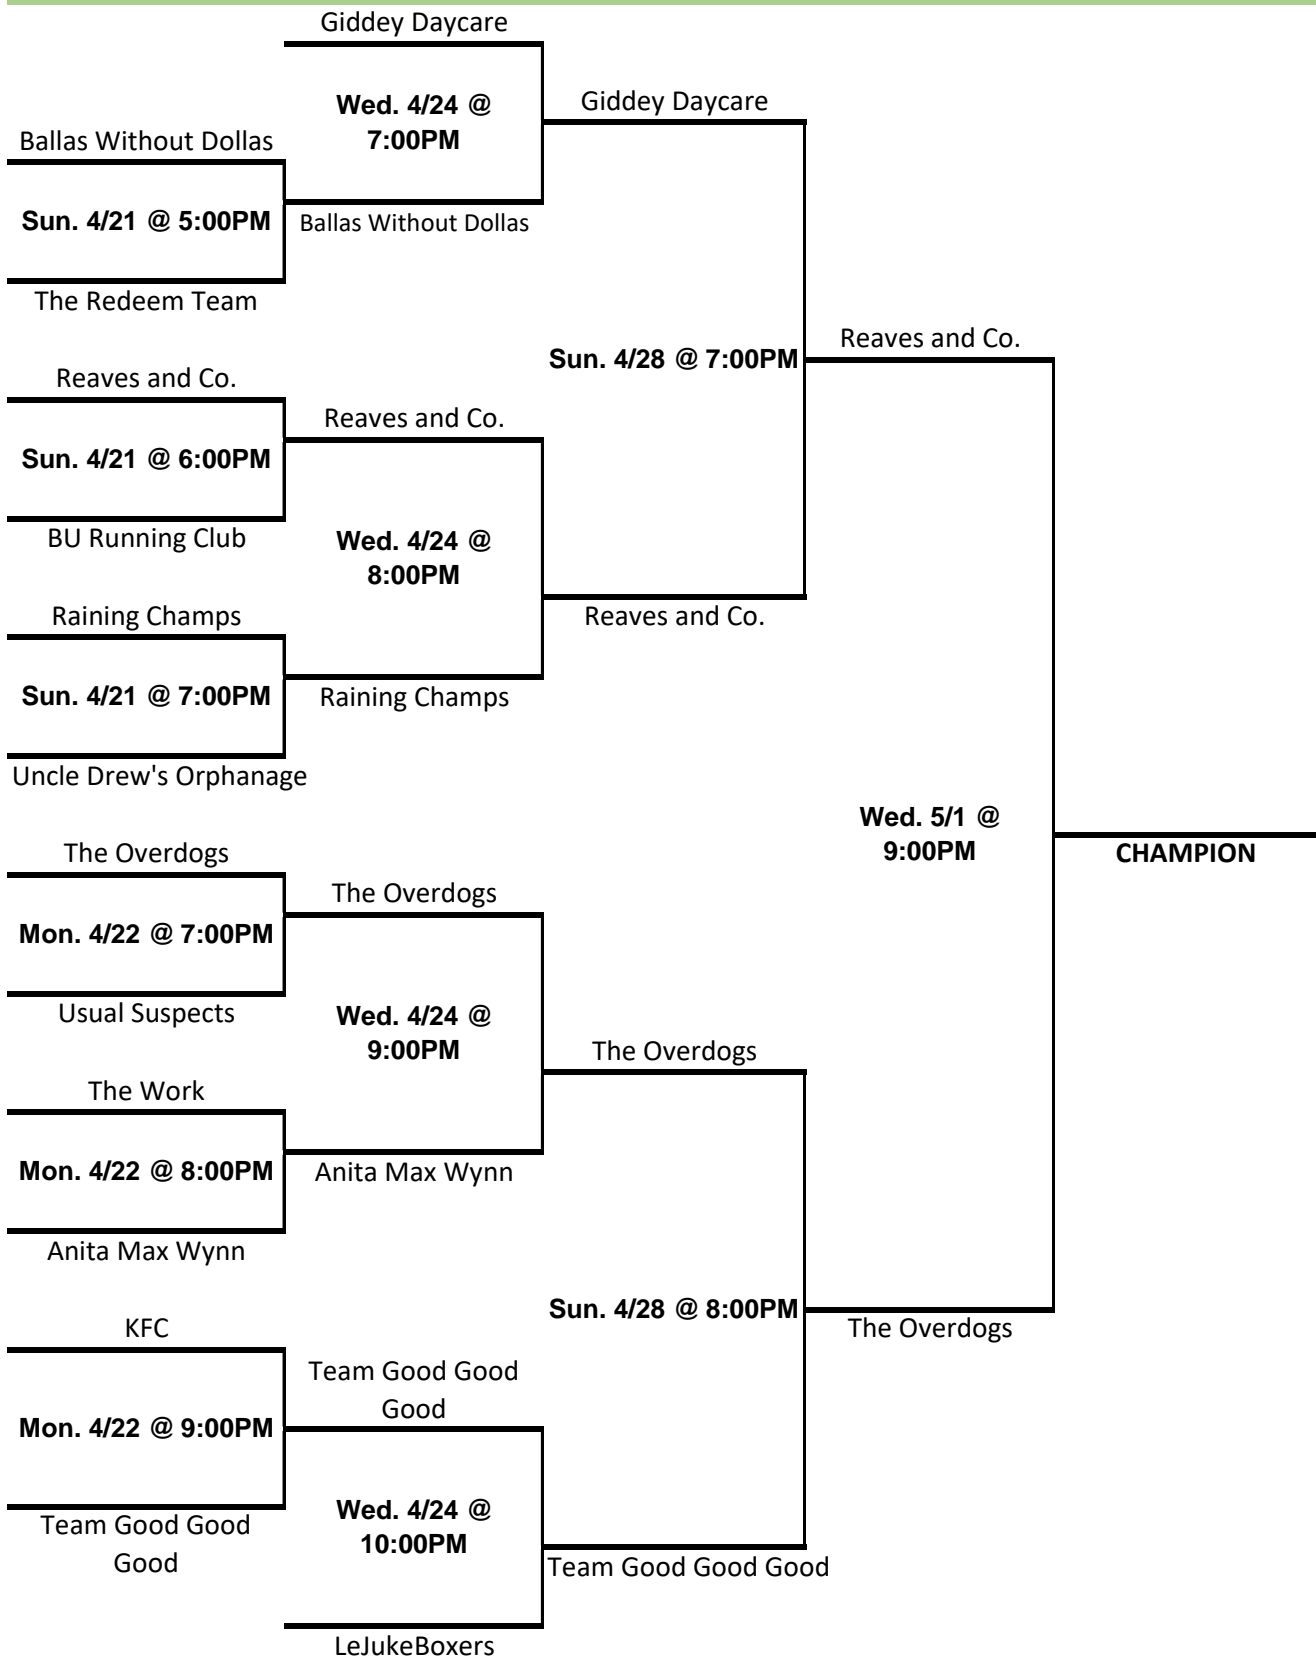 Giddey Daycare
Wed. 4/24 @
7:00PM
Giddey Daycare
Ballas Without Dollas
Sun. 4/21 @ 5:00PM
Ballas Without Dollas
The Redeem Team
Sun. 4/28 @ 7:00PM
Reaves and Co.
Reaves and Co.
Reaves and Co.
Sun. 4/21 @ 6:00PM
BU Running Club
Wed. 4/24 @
8:00PM
Raining Champs
Reaves and Co.
Sun. 4/21 @ 7:00PM
Raining Champs
Uncle Drew's Orphanage
Wed. 5/1 @
9:00PM
CHAMPION
The Overdogs
The Overdogs
Mon. 4/22 @ 7:00PM
Usual Suspects
Wed. 4/24 @
9:00PM
The Overdogs
The Work
Mon. 4/22 @ 8:00PM
Anita Max Wynn
Anita Max Wynn
Sun. 4/28 @ 8:00PM
The Overdogs
KFC
Team Good Good
Good
Mon. 4/22 @ 9:00PM
Team Good Good
Good
Wed. 4/24 @
10:00PM
Team Good Good Good
LeJukeBoxers